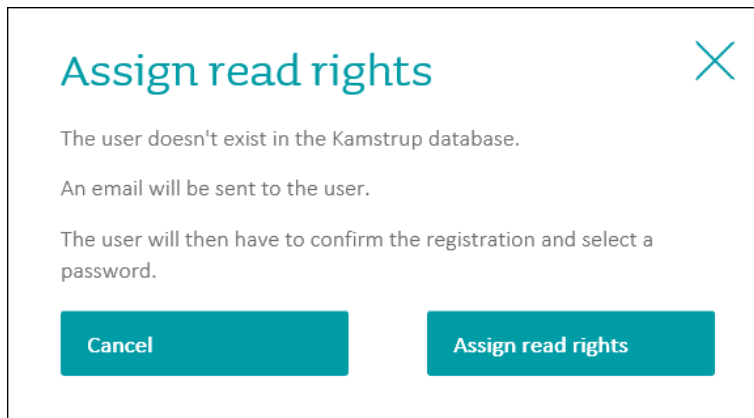 Assign read rights
The user doesn't exist in the Kamstrup database.
An email will be sent to the user.
The user will then have to confirm the registration and select a
password.
Cancel
Assign read rights